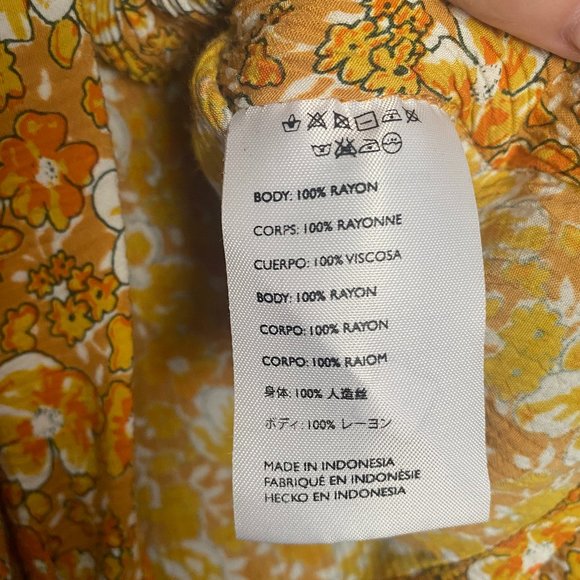 BODY: 100% RAYON
CORPS: 100% RAYONNE
CUERPO: 100% VISCOSA
BODY: 100% RAYON
CORPO: 100% RAYON
CORPO: 100% RAIOM
身体: 100% 人造絲
ボディ: 100% レーヨン
MADE IN INDONESIA
FABRIQUÉ EN INDONÉSIE
HECKO EN INDONESIA